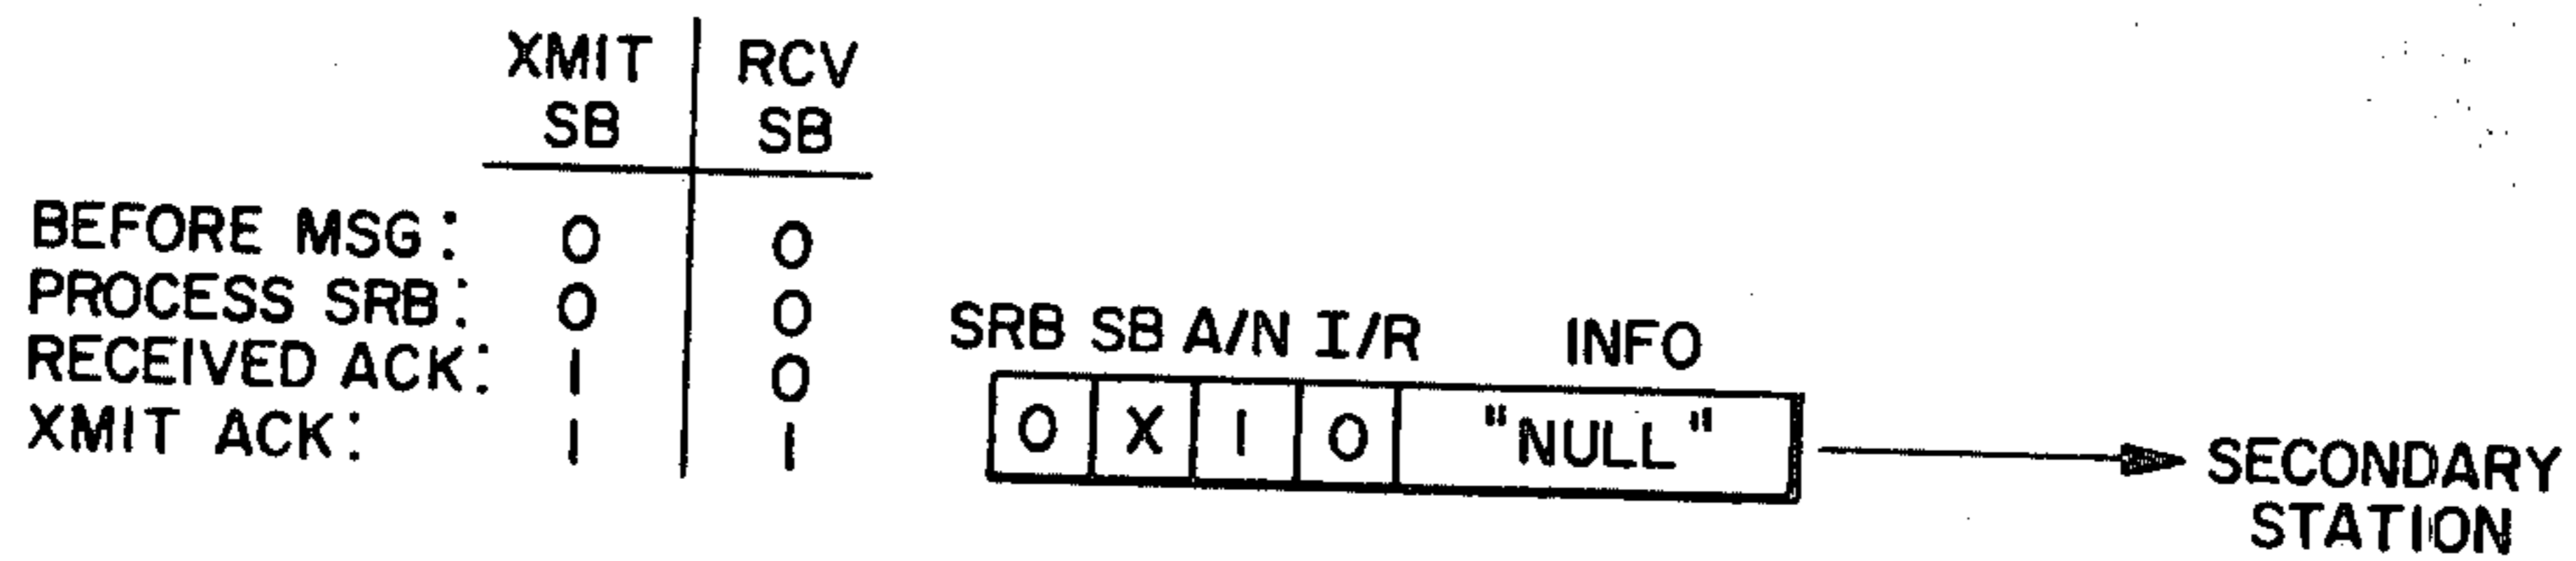 XMIT RCV
SB SB
BEFORE MSG: 0 0
PROCESS SRB: 0 0
RECEIVED ACK: 1 0
XMIT ACK: 1 1
SRB SB A/N I/R INFO
0 X 1 0 "NULL"
SECONDARY
STATION